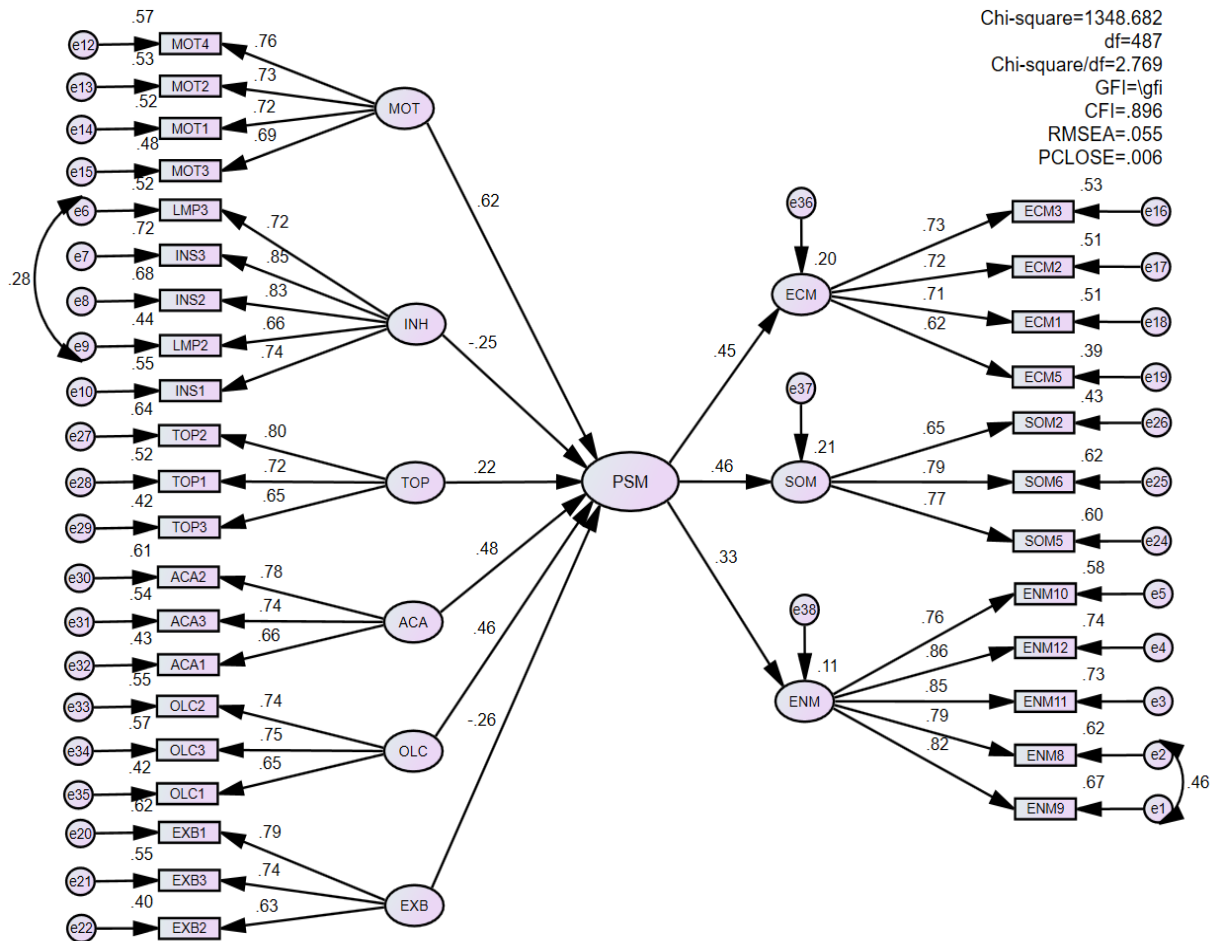 Chi-square=1348.682
df=487
Chi-square/df=2.769
GFI=\gfi
CFI=.896
RMSEA=.055
PCLOSE=.006
.57
e12 MOT4 .76
.53
e13 MOT2 .73
.52
e14 MOT1 .72
.48
e15 MOT3 .69
MOT
.62
.52
e6 LMP3 .72
.72
e7 INS3 .85
.68
e8 INS2 .83
.44
e9 LMP2 .66
.55
e10 INS1 .74
.28
INH
-.25
.64
e27 TOP2 .80
.52
e28 TOP1 .72
.42
e29 TOP3 .65
TOP
.22
.61
e30 ACA2 .78
.54
e31 ACA3 .74
.43
e32 ACA1 .66
ACA
.48
.55
e33 OLC2 .74
.57
e34 OLC3 .75
.42
e35 OLC1 .65
OLC
.46
.62
e20 EXB1 .79
.55
e21 EXB3 .74
.40
e22 EXB2 .63
EXB
-.26
PSM
.45
e36
.20
ECM
.53
.73 ECM3 e16
.51
.72 ECM2 e17
.51
.71 ECM1 e18
.39
.62 ECM5 e19
.46
e37
.21
SOM
.43
.65 SOM2 e26
.62
.79 SOM6 e25
.60
.77 SOM5 e24
.33
e38
.11
ENM
.58
.76 ENM10 e5
.74
.86 ENM12 e4
.73
.85 ENM11 e3
.62
.79 ENM8 e2
.67
.82 ENM9 e1
.46